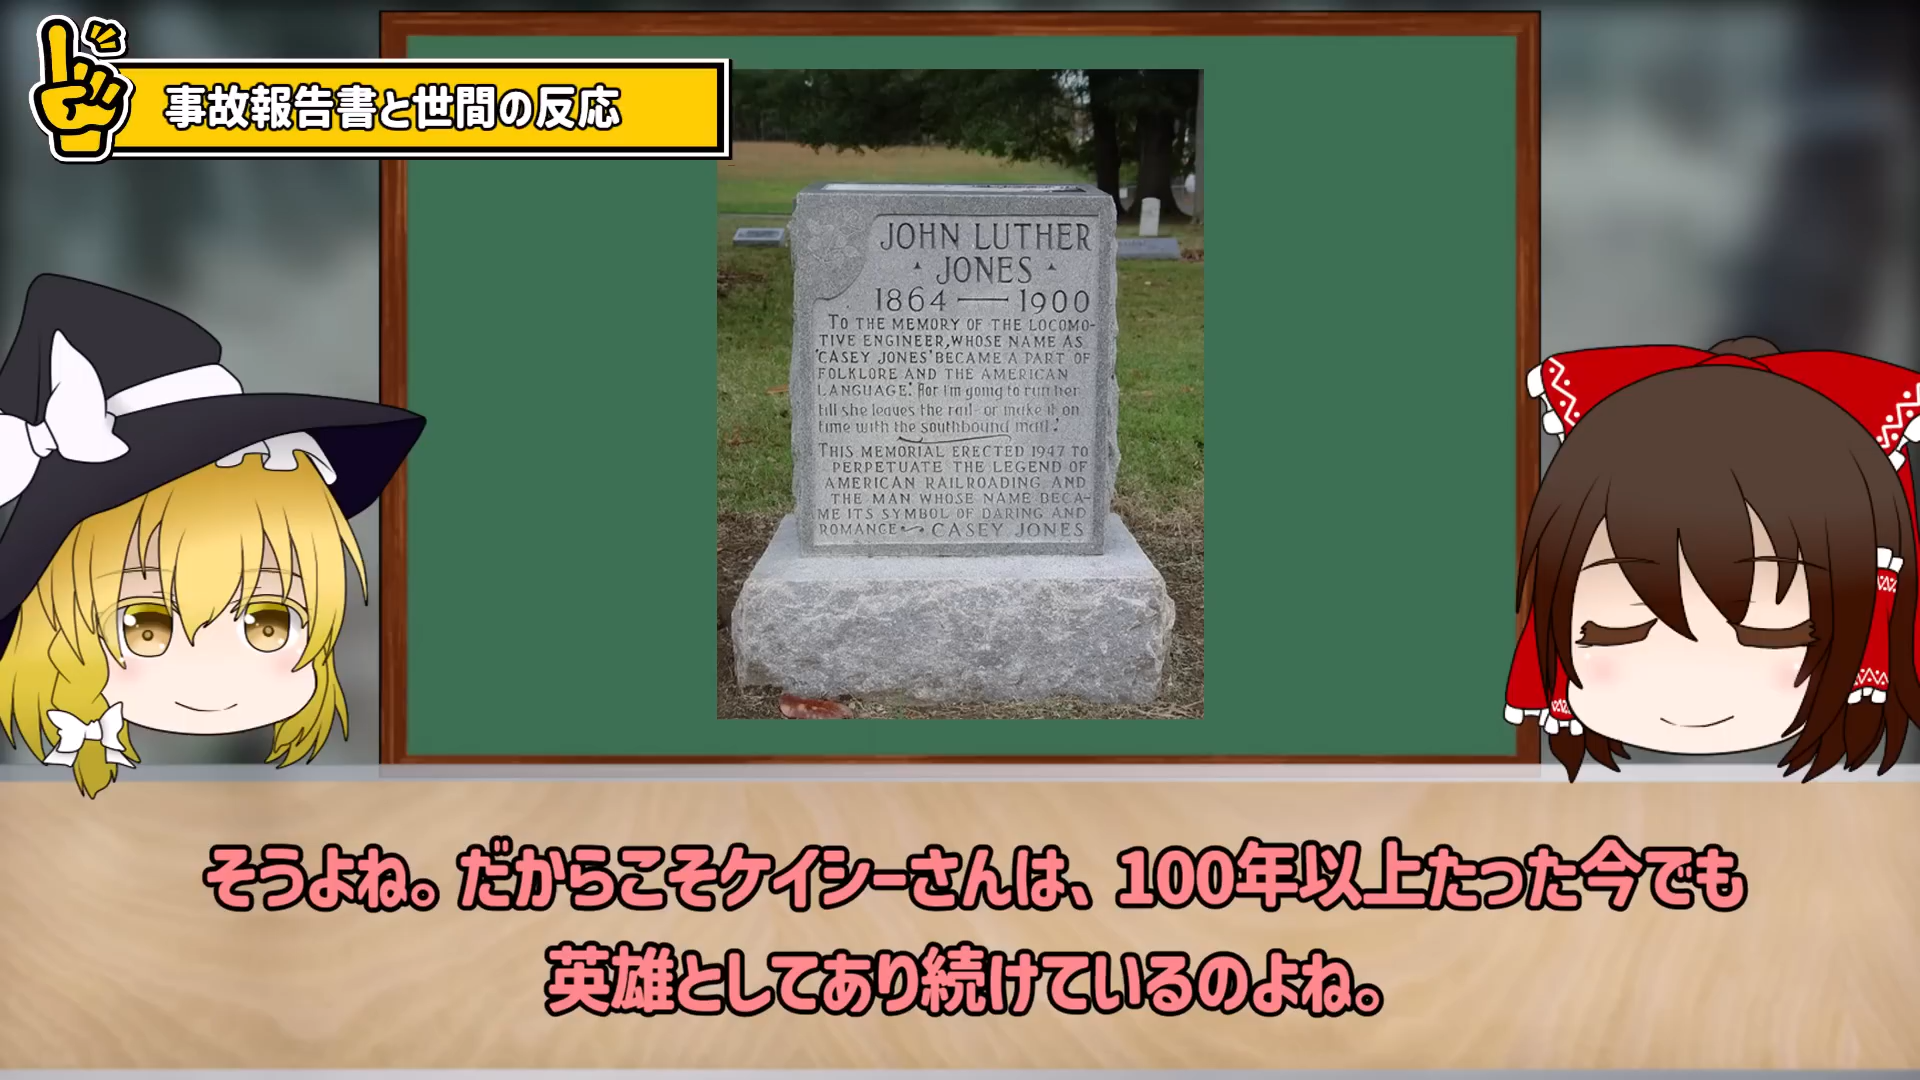 事故報告書と世間の反応
JOHN LUTHER
JONES
1864 — 1900
TO THE MEMORY OF THE LOCOMO-
TIVE ENGINEER, WHOSE NAME AS
"CASEY JONES" BECAME A PART OF
FOLKLORE AND THE AMERICAN
LANGUAGE. "For I'm going to run her
till she leaves the rail- or make it on
time with the southbound mail."
THIS MEMORIAL ERECTED 1947 TO
PERPETUATE THE LEGEND OF
AMERICAN RAILROADING AND
THE MAN WHOSE NAME BECA-
ME ITS SYMBOL OF DARING AND
ROMANCE ~ CASEY JONES
そうよね。だからこそケイシーさんは、100年以上たった今でも
英雄としてあり続けているのよね。